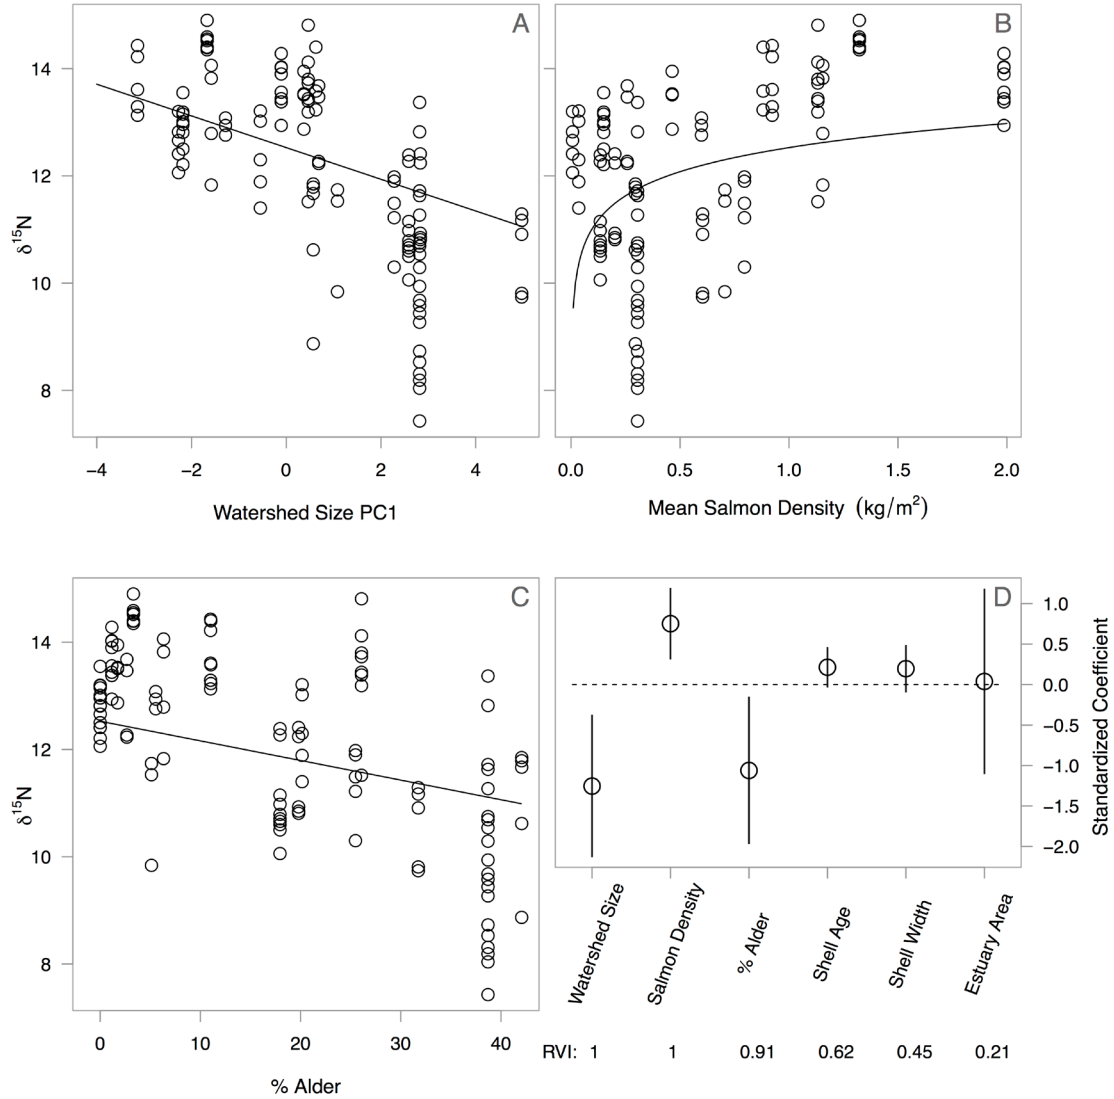 A
B
14
12
10
8
δ¹⁵N
−4 −2 0 2 4
0.0 0.5 1.0 1.5 2.0
Watershed Size PC1
Mean Salmon Density (kg/m²)
C
D
14
12
10
8
δ¹⁵N
1.0
0.5
0.0
−0.5
−1.0
−1.5
−2.0
Standardized Coefficient
0 10 20 30 40
% Alder
Watershed Size
Salmon Density
% Alder
Shell Age
Shell Width
Estuary Area
RVI: 1 1 0.91 0.62 0.45 0.21